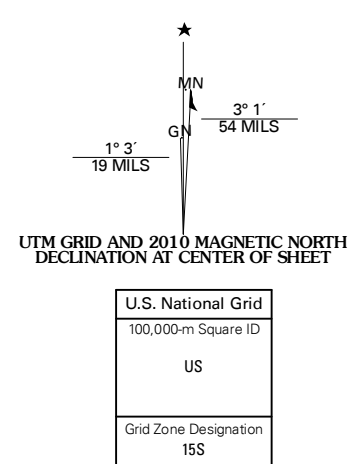 MN
3° 1´
54 MILS
GN
1° 3´
19 MILS
UTM GRID AND 2010 MAGNETIC NORTH
DECLINATION AT CENTER OF SHEET
U.S. National Grid
100,000-m Square ID
US
Grid Zone Designation
15S